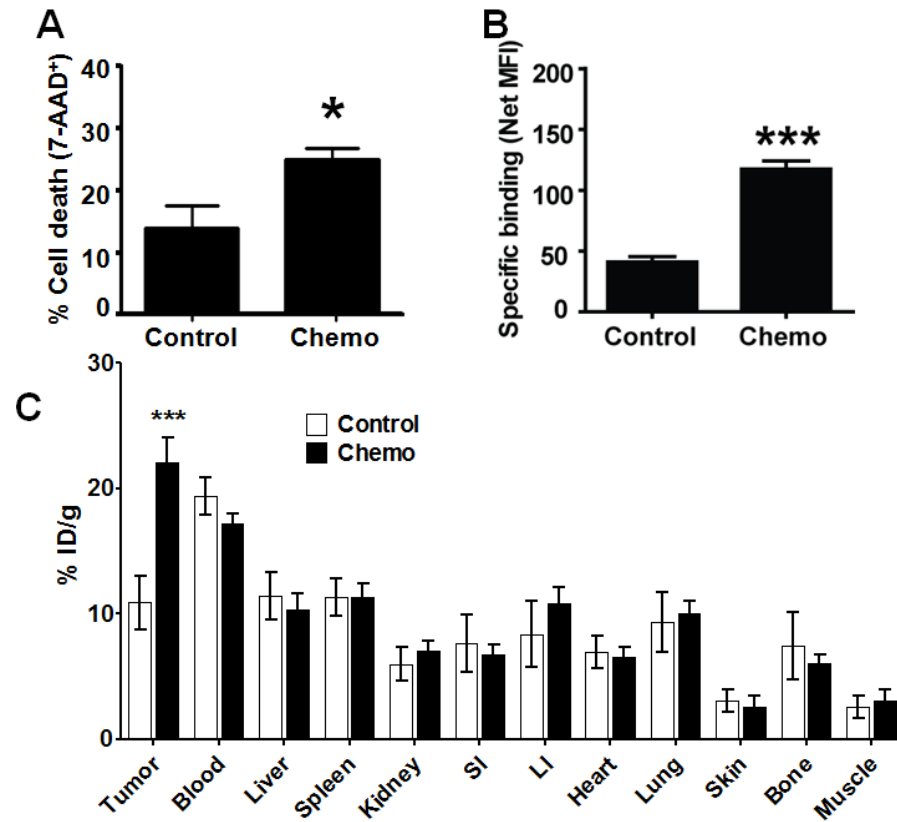 A
% Cell death (7-AAD⁺)
40
30
20
10
0
*
Control
Chemo
B
Specific binding (Net MFI)
200
150
100
50
0
***
Control
Chemo
C
% ID/g
30
20
10
0
***
Control
Chemo
Tumor
Blood
Liver
Spleen
Kidney
SI
LI
Heart
Lung
Skin
Bone
Muscle